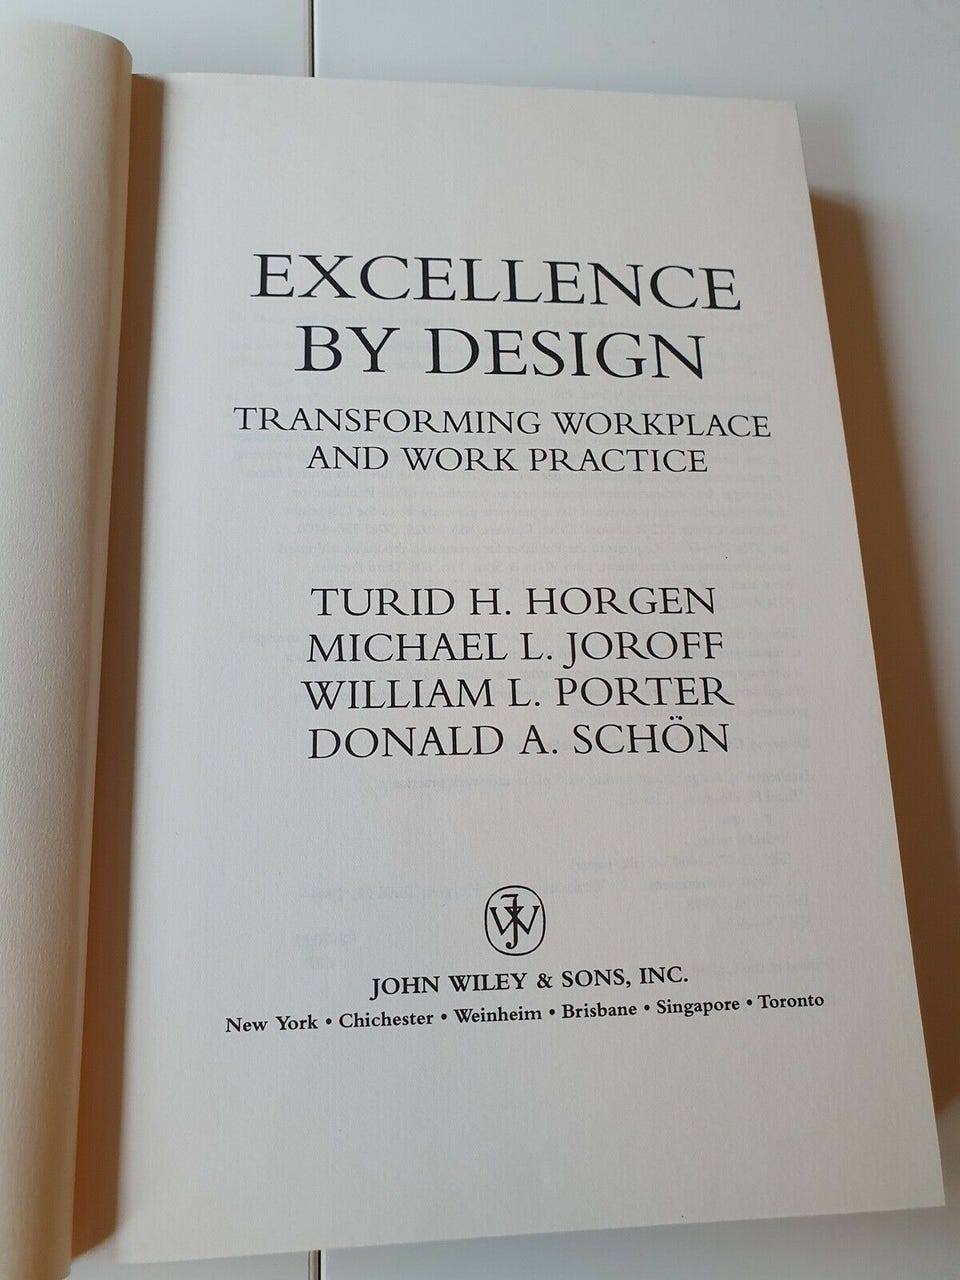 EXCELLENCE
BY DESIGN
TRANSFORMING WORKPLACE
AND WORK PRACTICE
TURID H. HORGEN
MICHAEL L. JOROFF
WILLIAM L. PORTER
DONALD A. SCHÖN
JOHN WILEY & SONS, INC.
New York • Chichester • Weinheim • Brisbane • Singapore • Toronto